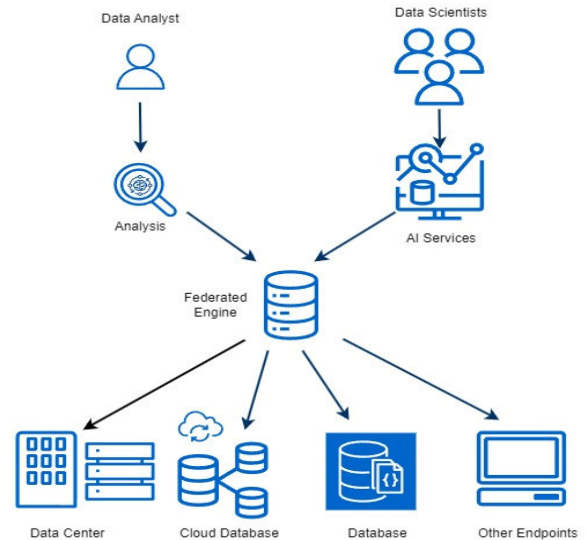 Data Analyst
Data Scientists
Analysis
AI Services
Federated
Engine
Data Center
Cloud Database
Database
Other Endpoints